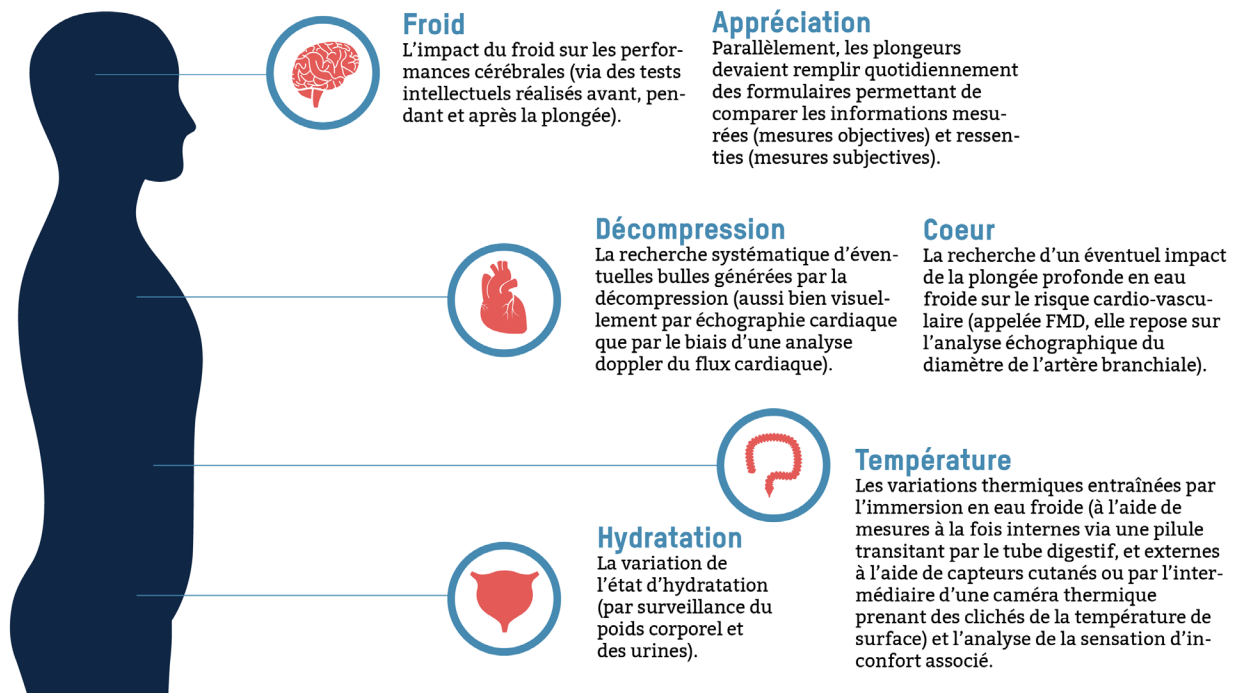 Froid
L’impact du froid sur les perfor-
mances cérébrales (via des tests
intellectuels réalisés avant, pen-
dant et après la plongée).
Appréciation
Parallèlement, les plongeurs
devaient remplir quotidiennement
des formulaires permettant de
comparer les informations mesu-
rées (mesures objectives) et ressen-
ties (mesures subjectives).
Décompression
La recherche systématique d’éven-
tuelles bulles générées par la
décompression (aussi bien visuel-
lement par échographie cardiaque
que par le biais d’une analyse
doppler du flux cardiaque).
Coeur
La recherche d’un éventuel impact
de la plongée profonde en eau
froide sur le risque cardio-vascu-
laire (appelée FMD, elle repose sur
l’analyse échographique du
diamètre de l’artère branchiale).
Température
Les variations thermiques entraînées par
l’immersion en eau froide (à l’aide de
mesures à la fois internes via une pilule
transitant par le tube digestif, et externes
à l’aide de capteurs cutanés ou par l’inter-
médiaire d’une caméra thermique
prenant des clichés de la température de
surface) et l’analyse de la sensation d’in-
confort associé.
Hydratation
La variation de
l’état d’hydratation
(par surveillance du
poids corporel et
des urines).